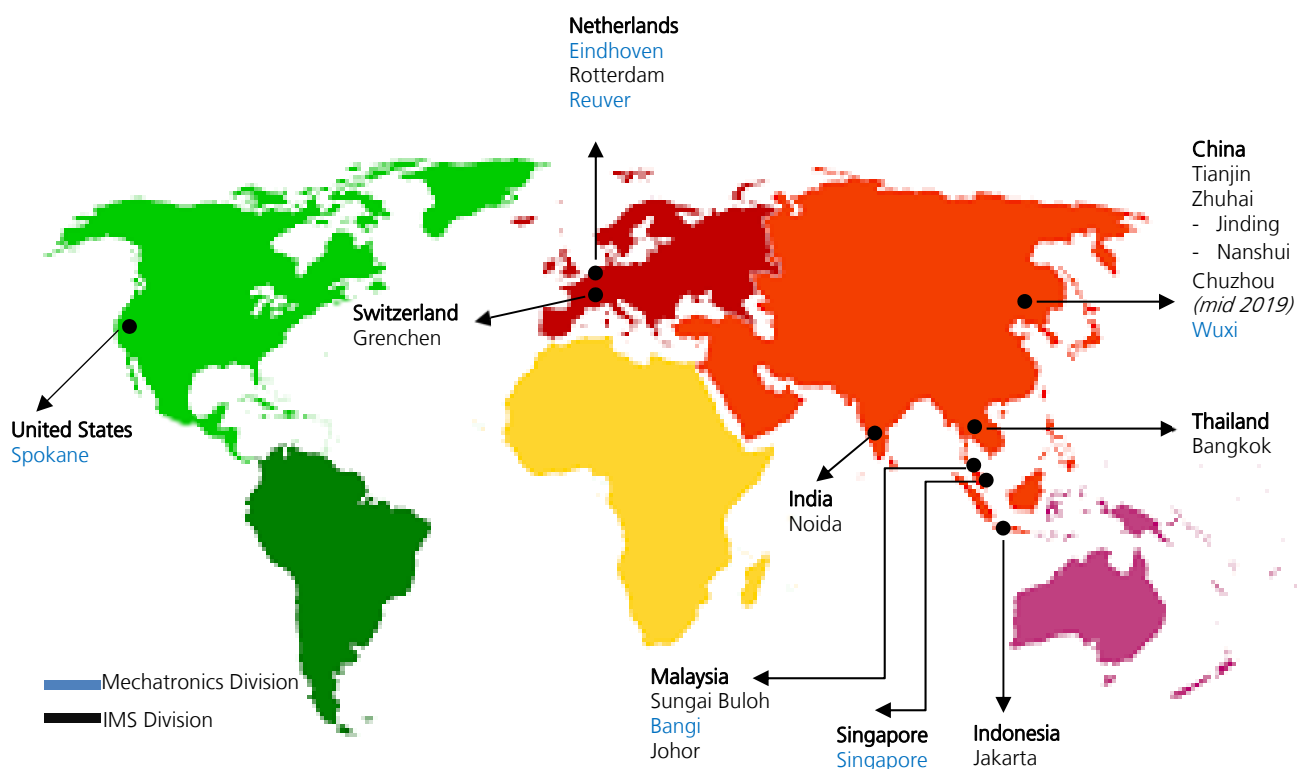 Netherlands
Eindhoven
Rotterdam
Reuver
China
Tianjin
Zhuhai
- Jinding
- Nanshui
Chuzhou
(mid 2019)
Wuxi
Switzerland
Grenchen
United States
Spokane
Thailand
Bangkok
India
Noida
Malaysia
Sungai Buloh
Bangi
Johor
Singapore
Singapore
Indonesia
Jakarta
Mechatronics Division
IMS Division